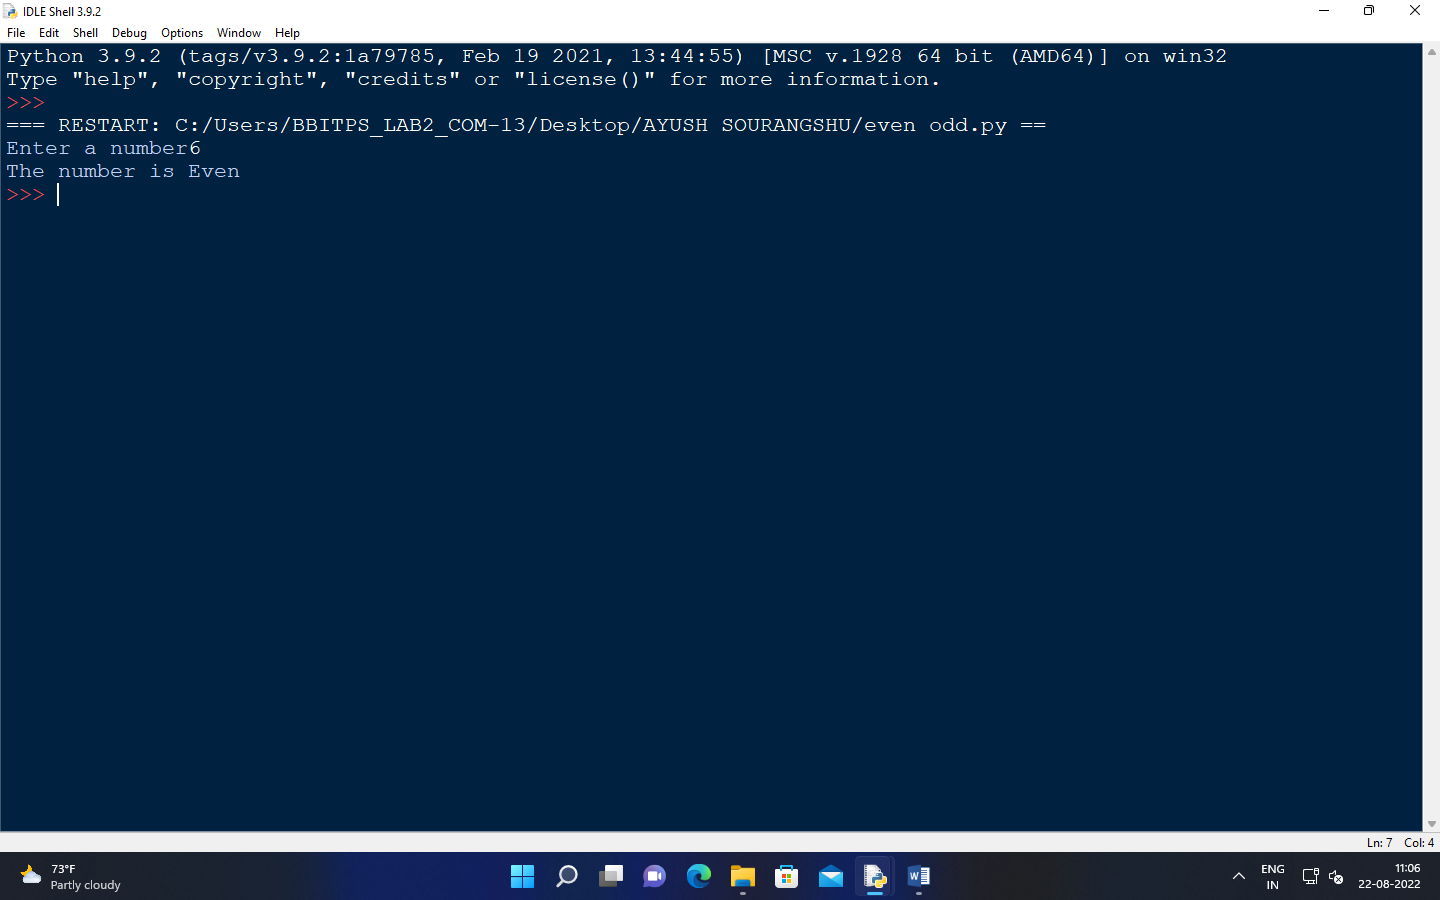 IDLE Shell 3.9.2
File Edit Shell Debug Options Window Help
Python 3.9.2 (tags/v3.9.2:1a79785, Feb 19 2021, 13:44:55) [MSC v.1928 64 bit (AMD64)] on win32
Type "help", "copyright", "credits" or "license()" for more information.
>>>
=== RESTART: C:/Users/BBITPS_LAB2_COM-13/Desktop/AYUSH SOURANGSHU/even odd.py ==
Enter a number6
The number is Even
>>>
Ln: 7 Col: 4
73°F
Partly cloudy
ENG
IN
11:06
22-08-2022